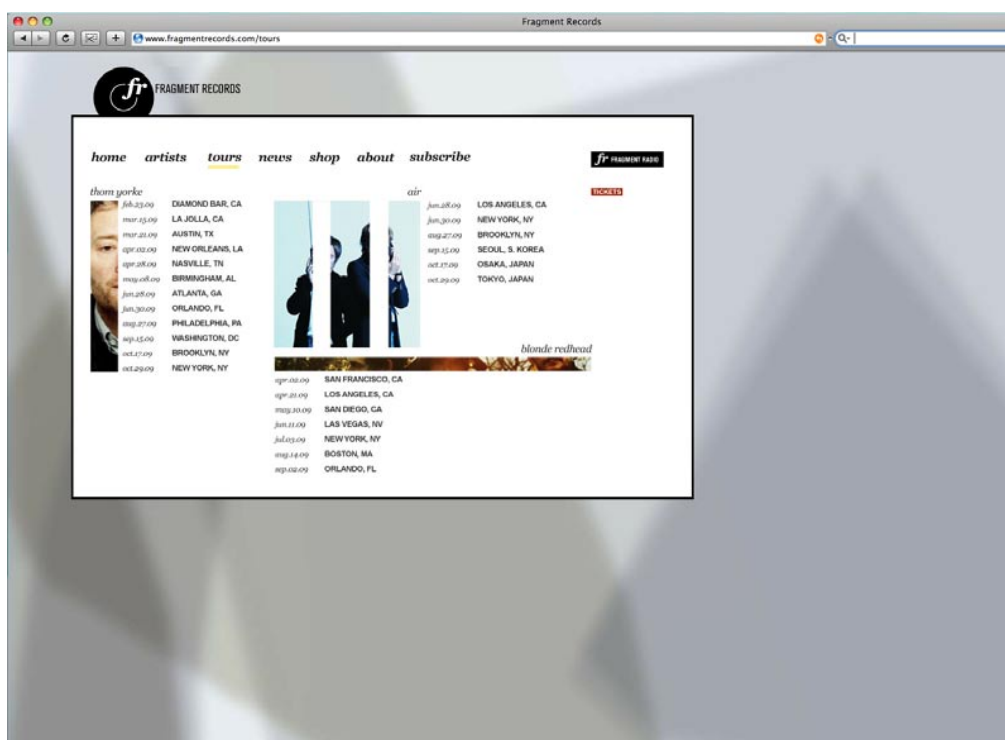 Fragment Records
www.fragmentrecords.com/tours
fr FRAGMENT RECORDS
home artists tours news shop about subscribe
fr FRAGMENT RADIO
TICKETS
thom yorke
feb.23.09 DIAMOND BAR, CA
mar.15.09 LA JOLLA, CA
mar.21.09 AUSTIN, TX
apr.02.09 NEW ORLEANS, LA
apr.28.09 NASVILLE, TN
may.08.09 BIRMINGHAM, AL
jun.28.09 ATLANTA, GA
jun.30.09 ORLANDO, FL
aug.27.09 PHILADELPHIA, PA
sep.15.09 WASHINGTON, DC
oct.17.09 BROOKLYN, NY
oct.29.09 NEW YORK, NY
air
jun.28.09 LOS ANGELES, CA
jun.30.09 NEW YORK, NY
aug.27.09 BROOKLYN, NY
sep.15.09 SEOUL, S. KOREA
oct.17.09 OSAKA, JAPAN
oct.29.09 TOKYO, JAPAN
blonde redhead
apr.02.09 SAN FRANCISCO, CA
apr.21.09 LOS ANGELES, CA
may.10.09 SAN DIEGO, CA
jun.11.09 LAS VEGAS, NV
jul.03.09 NEW YORK, NY
aug.14.09 BOSTON, MA
sep.02.09 ORLANDO, FL